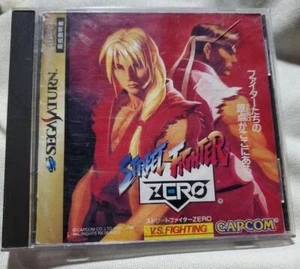 SEGA SATURN
ファイターたちの
原点がここにある。
STREET FIGHTER
ZERO
ストリートファイターZERO
V.S. FIGHTING
CAPCOM